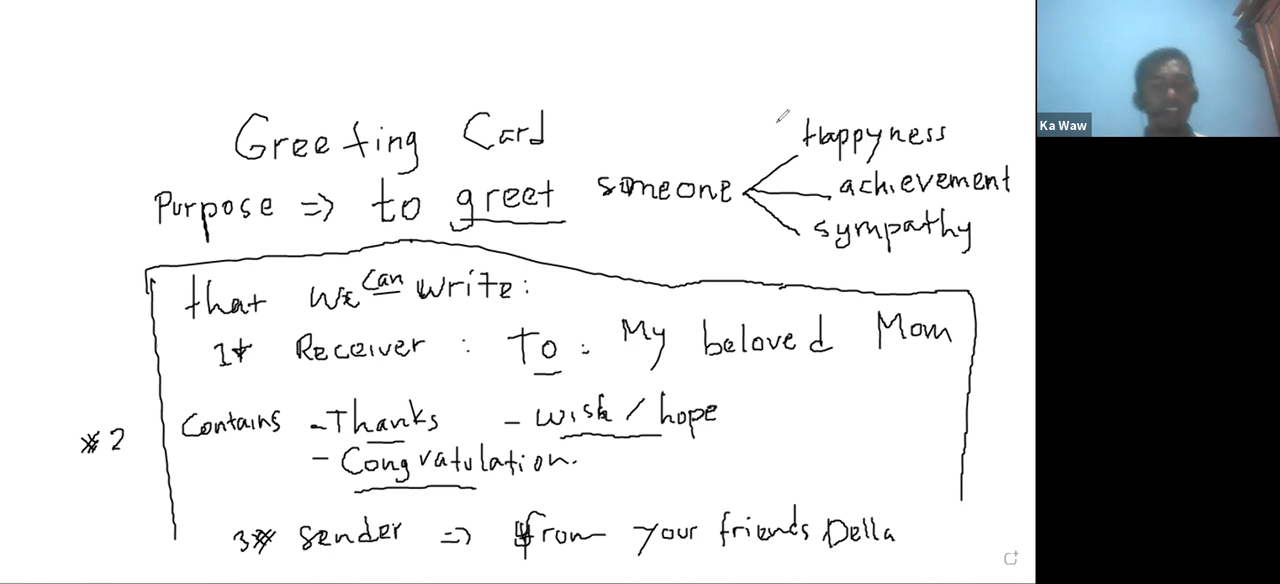 Greeting Card
Happyness
Purpose => to greet someone
achievement
sympathy
that we can write:
1* Receiver : To : My beloved Mom
Contains - Thanks - wish / hope
*2
- Congratulation.
3* sender => from your friends Della
Ka Waw